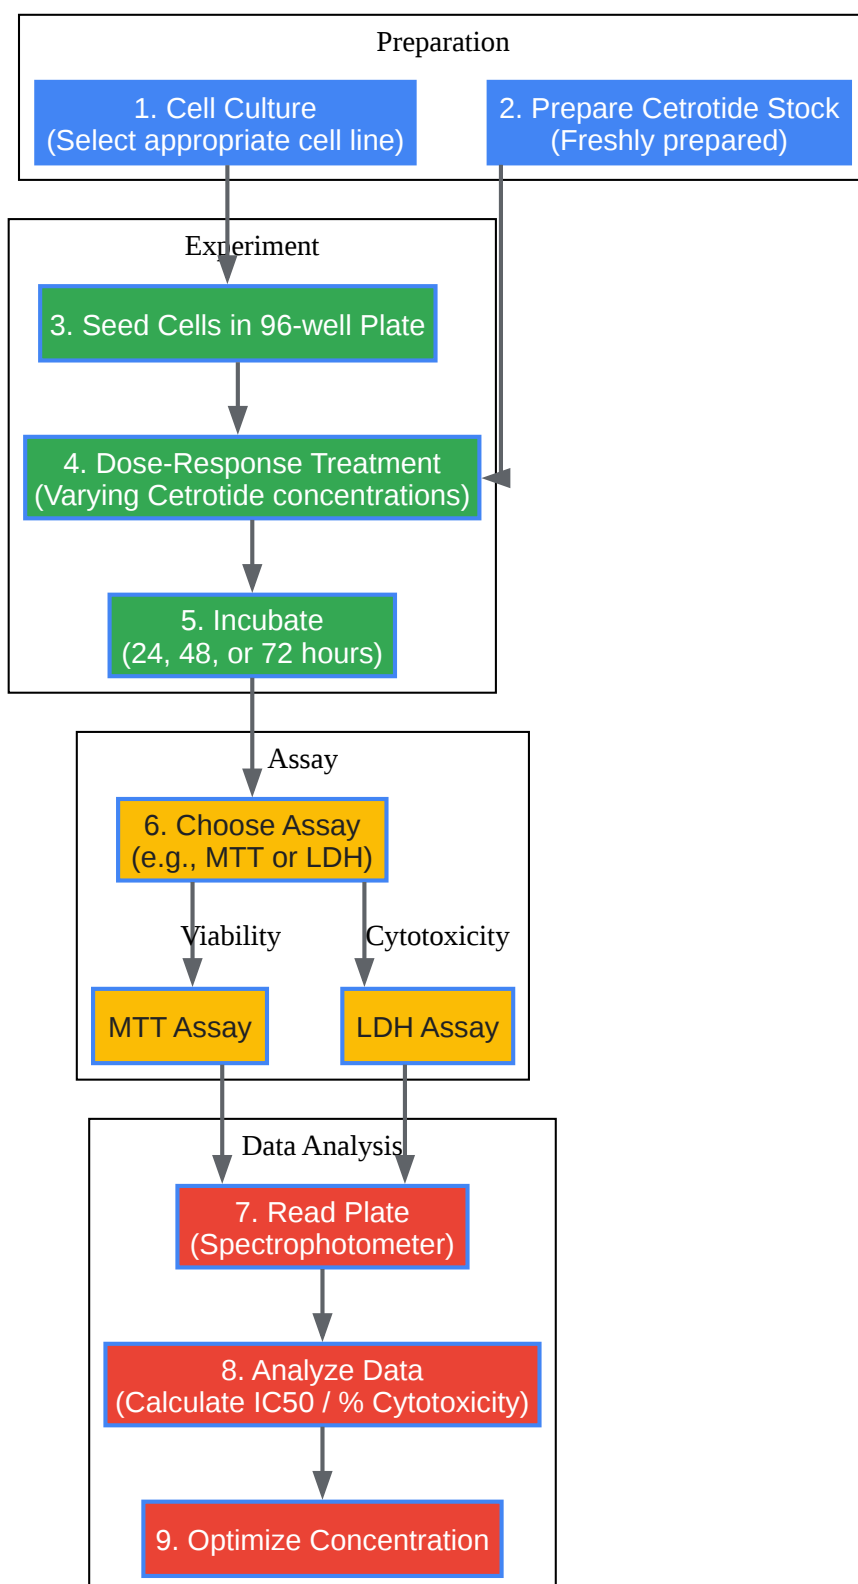 Preparation
1. Cell Culture
(Select appropriate cell line)
2. Prepare Cetrotide Stock
(Freshly prepared)
Experiment
3. Seed Cells in 96-well Plate
4. Dose-Response Treatment
(Varying Cetrotide concentrations)
5. Incubate
(24, 48, or 72 hours)
Assay
6. Choose Assay
(e.g., MTT or LDH)
Viability
Cytotoxicity
MTT Assay
LDH Assay
Data Analysis
7. Read Plate
(Spectrophotometer)
8. Analyze Data
(Calculate IC50 / % Cytotoxicity)
9. Optimize Concentration